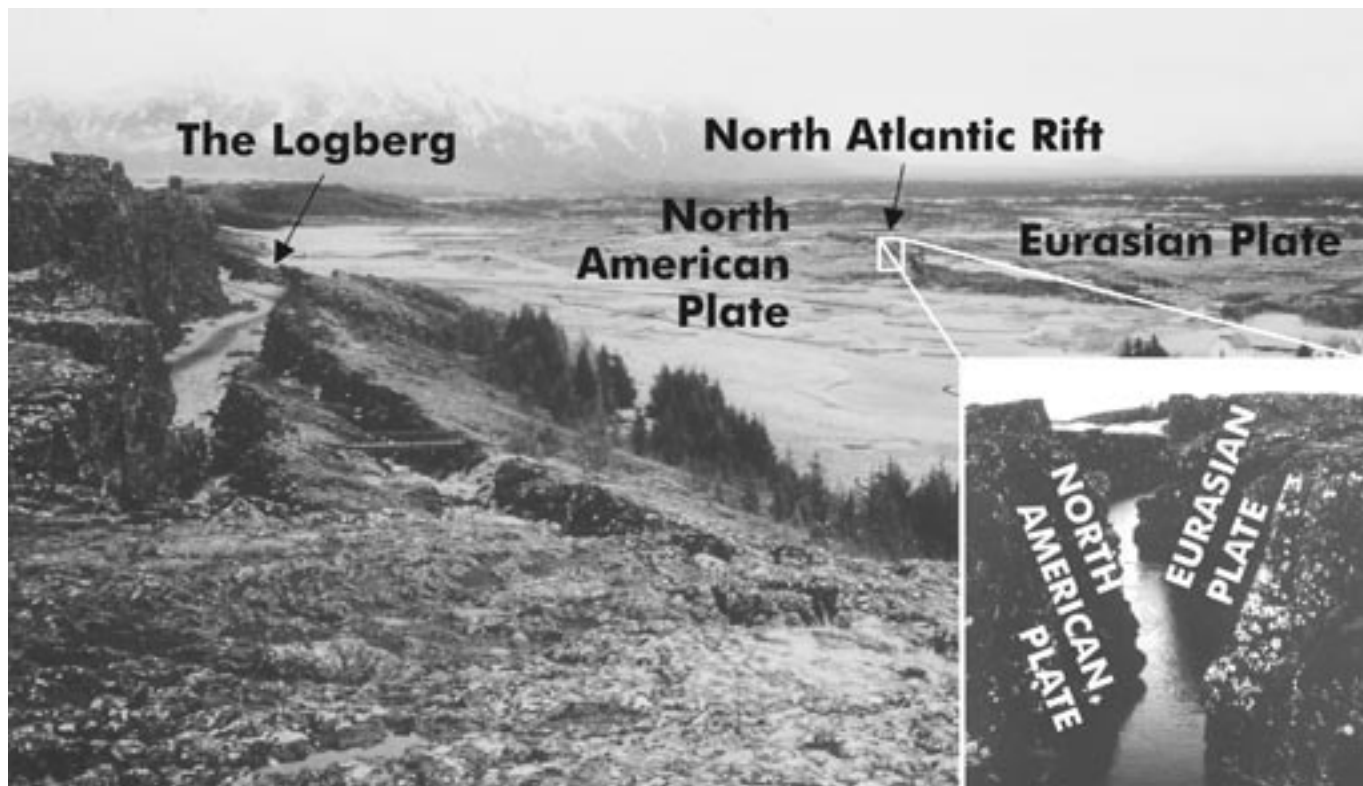 The Logberg
North Atlantic Rift
North
American
Plate
Eurasian Plate
NORTH
AMERICAN,
PLATE
EURASIAN
PLATE